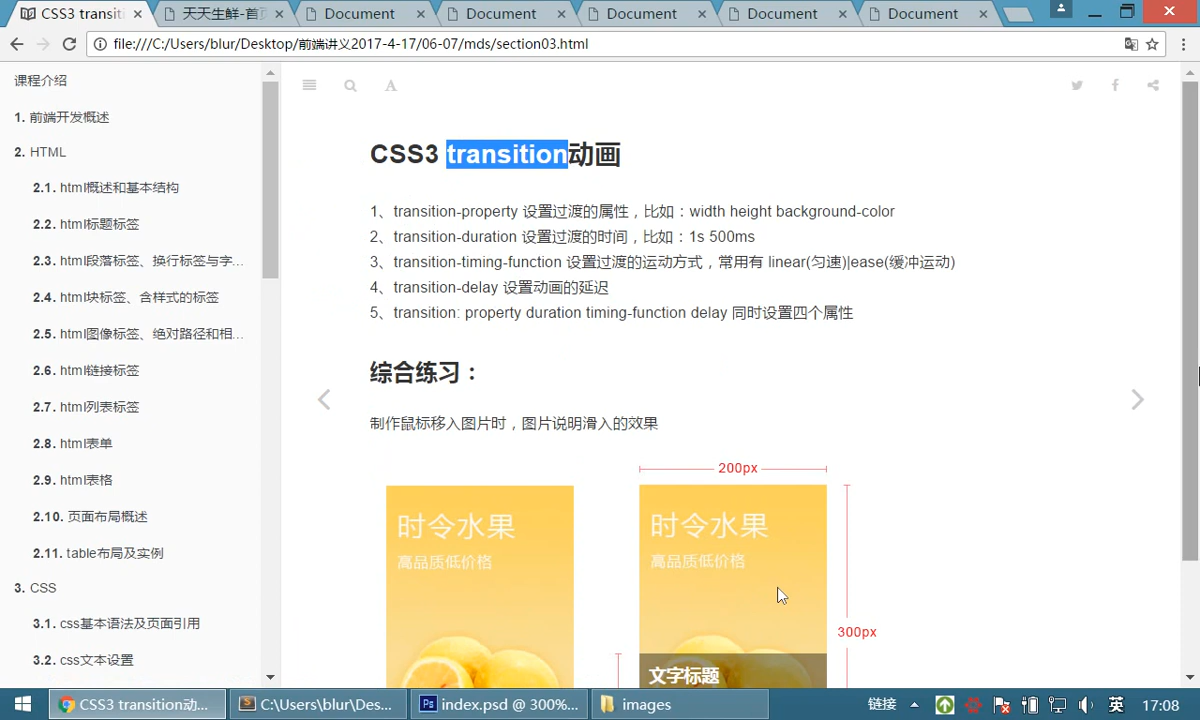 CSS3 transiti
天天生鲜-首页
Document
Document
Document
Document
Document
file:///C:/Users/blur/Desktop/前端讲义2017-4-17/06-07/mds/section03.html
课程介绍
1. 前端开发概述
2. HTML
2.1. html概述和基本结构
2.2. html标题标签
2.3. html段落标签、换行标签与字...
2.4. html块标签、含样式的标签
2.5. html图像标签、绝对路径和相...
2.6. html链接标签
2.7. html列表标签
2.8. html表单
2.9. html表格
2.10. 页面布局概述
2.11. table布局及实例
3. CSS
3.1. css基本语法及页面引用
3.2. css文本设置
A
CSS3 transition动画
1、transition-property 设置过渡的属性，比如：width height background-color
2、transition-duration 设置过渡的时间，比如：1s 500ms
3、transition-timing-function 设置过渡的运动方式，常用有 linear(匀速)|ease(缓冲运动)
4、transition-delay 设置动画的延迟
5、transition: property duration timing-function delay 同时设置四个属性
综合练习：
制作鼠标移入图片时，图片说明滑入的效果
200px
时令水果
高品质低价格
时令水果
高品质低价格
300px
文字标题
CSS3 transition动...
C:\Users\blur\Des...
index.psd @ 300%...
images
链接
英
17:08